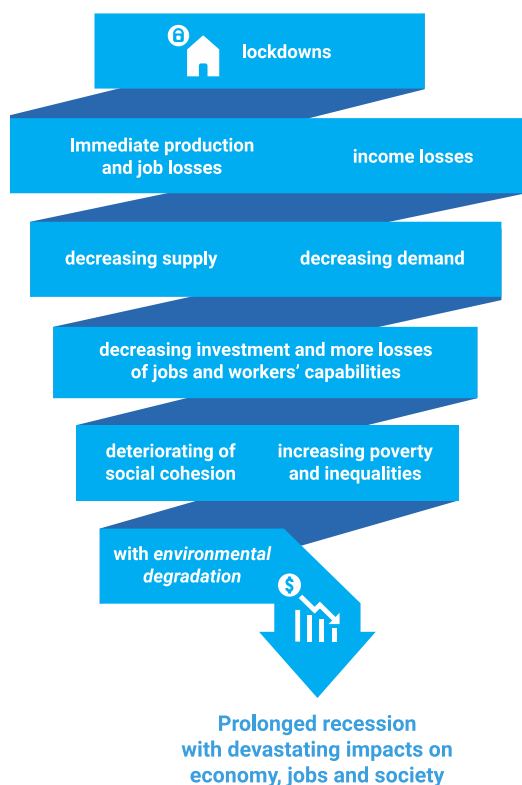 lockdowns
Immediate production
and job losses
income losses
decreasing supply
decreasing demand
decreasing investment and more losses
of jobs and workers’ capabilities
deteriorating of
social cohesion
increasing poverty
and inequalities
with environmental
degradation
$
Prolonged recession
with devastating impacts on
economy, jobs and society